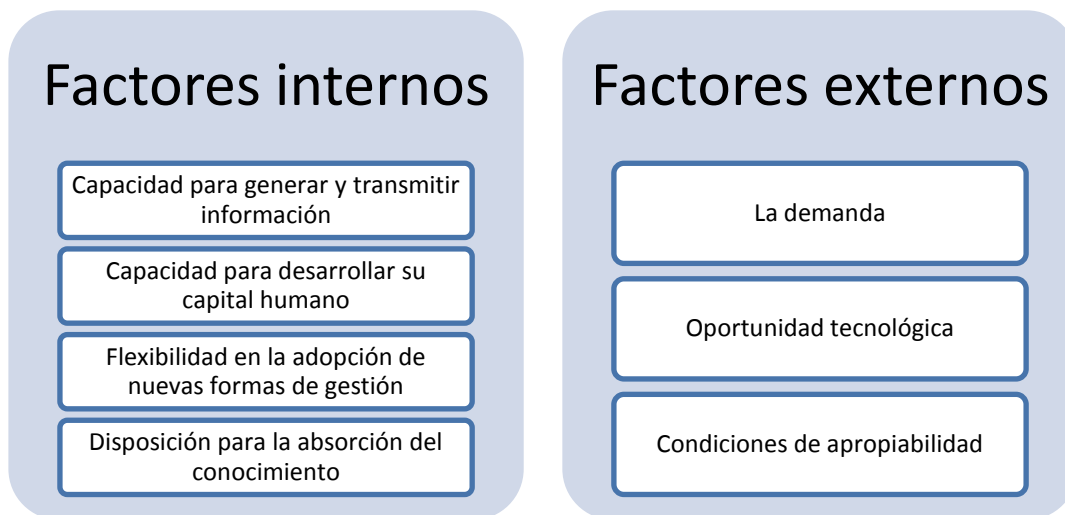 Factores internos
Capacidad para generar y transmitir
información
Capacidad para desarrollar su
capital humano
Flexibilidad en la adopción de
nuevas formas de gestión
Disposición para la absorción del
conocimiento
Factores externos
La demanda
Oportunidad tecnológica
Condiciones de apropiabilidad